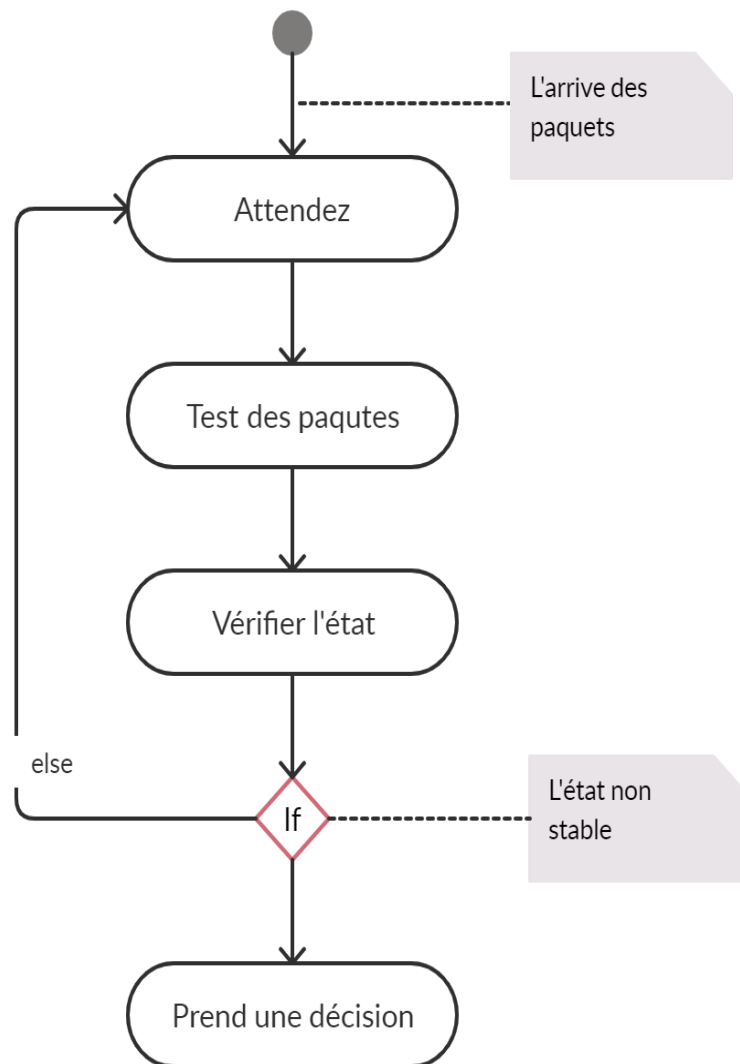 L'arrive des
paquets
Attendez
Test des paqutes
Vérifier l'état
else
If
L'état non
stable
Prend une décision